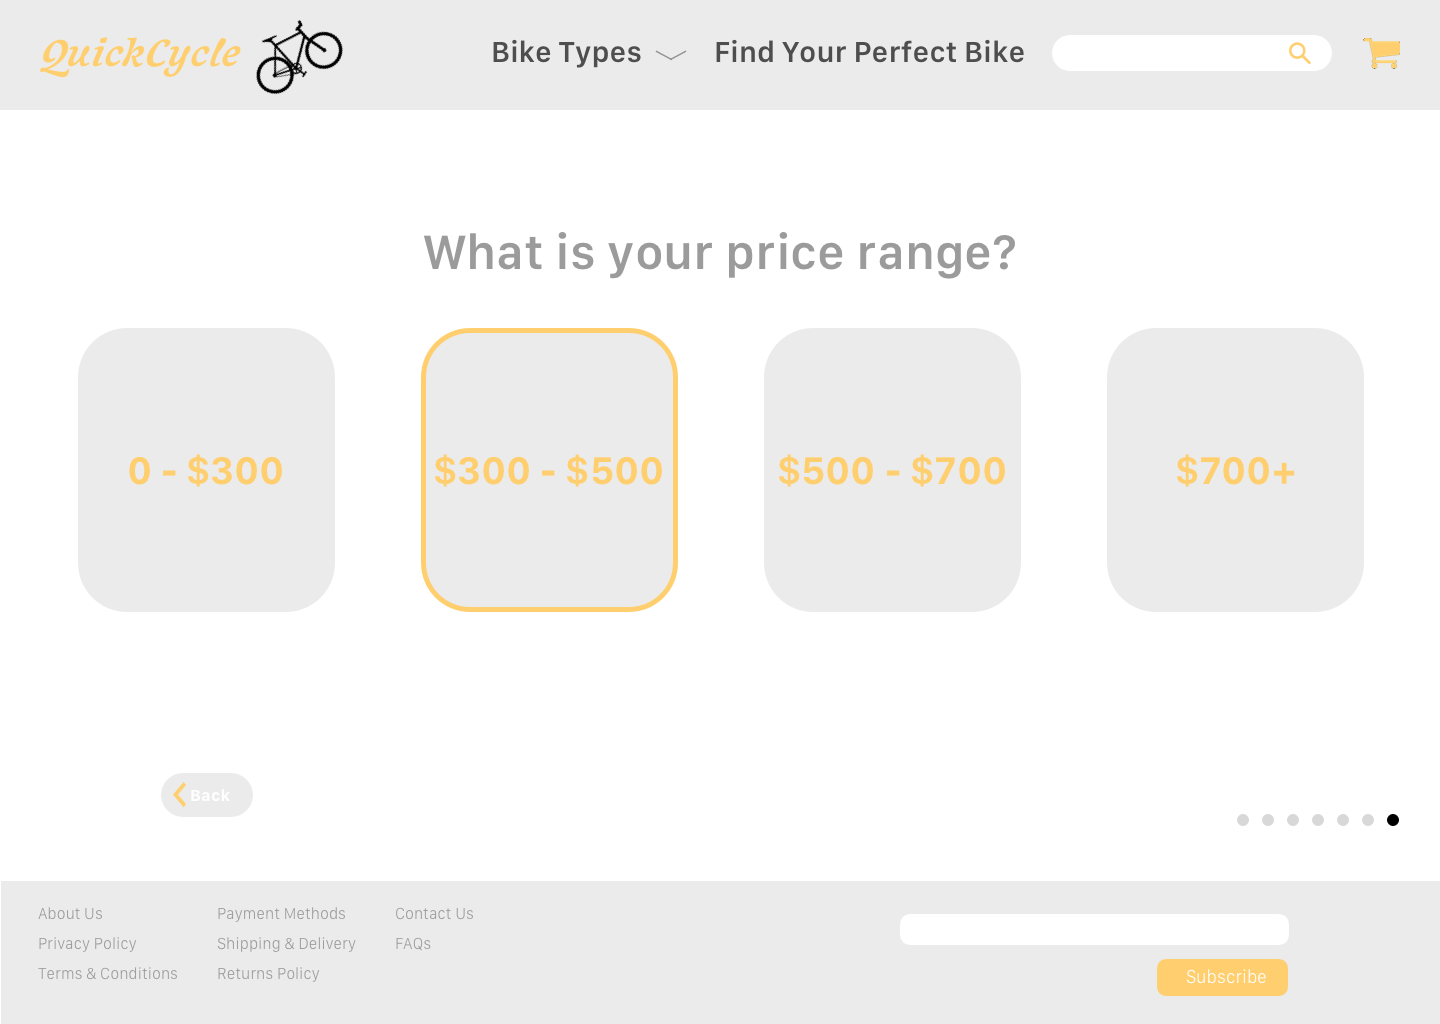 QuickCycle
Bike Types
Find Your Perfect Bike
What is your price range?
0 - $300
$300 - $500
$500 - $700
$700+
Back
About Us
Payment Methods
Contact Us
Privacy Policy
Shipping & Delivery
FAQs
Terms & Conditions
Returns Policy
Subscribe